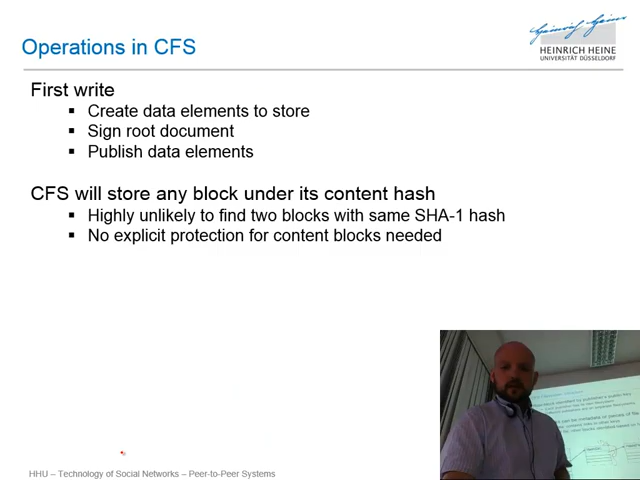 Operations in CFS
Heinrich Heine
HEINRICH HEINE
UNIVERSITÄT DÜSSELDORF
First write
▪ Create data elements to store
▪ Sign root document
▪ Publish data elements
CFS will store any block under its content hash
▪ Highly unlikely to find two blocks with same SHA-1 hash
▪ No explicit protection for content blocks needed
HHU – Technology of Social Networks – Peer-to-Peer Systems